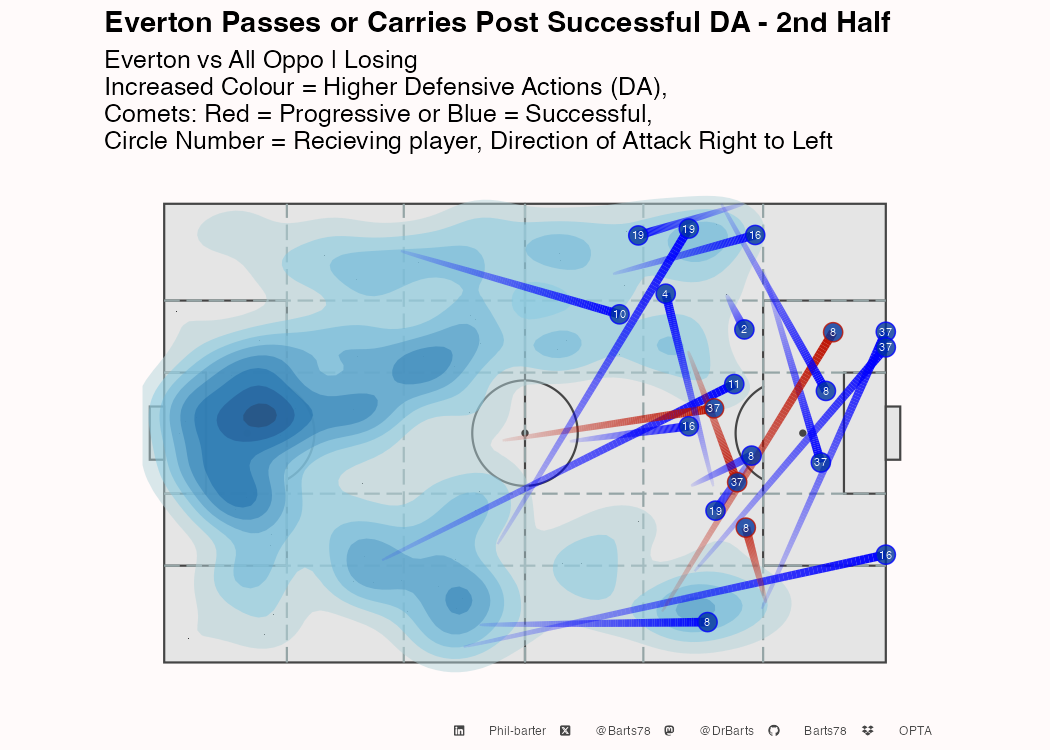 Everton Passes or Carries Post Successful DA - 2nd Half
Everton vs All Oppo | Losing
Increased Colour = Higher Defensive Actions (DA),
Comets: Red = Progressive or Blue = Successful,
Circle Number = Recieving player, Direction of Attack Right to Left
19
19
16
4
10
2
8
37
37
11
8
37
16
8
37
37
19
8
16
8
Phil-barter
@Barts78
@DrBarts
Barts78
OPTA